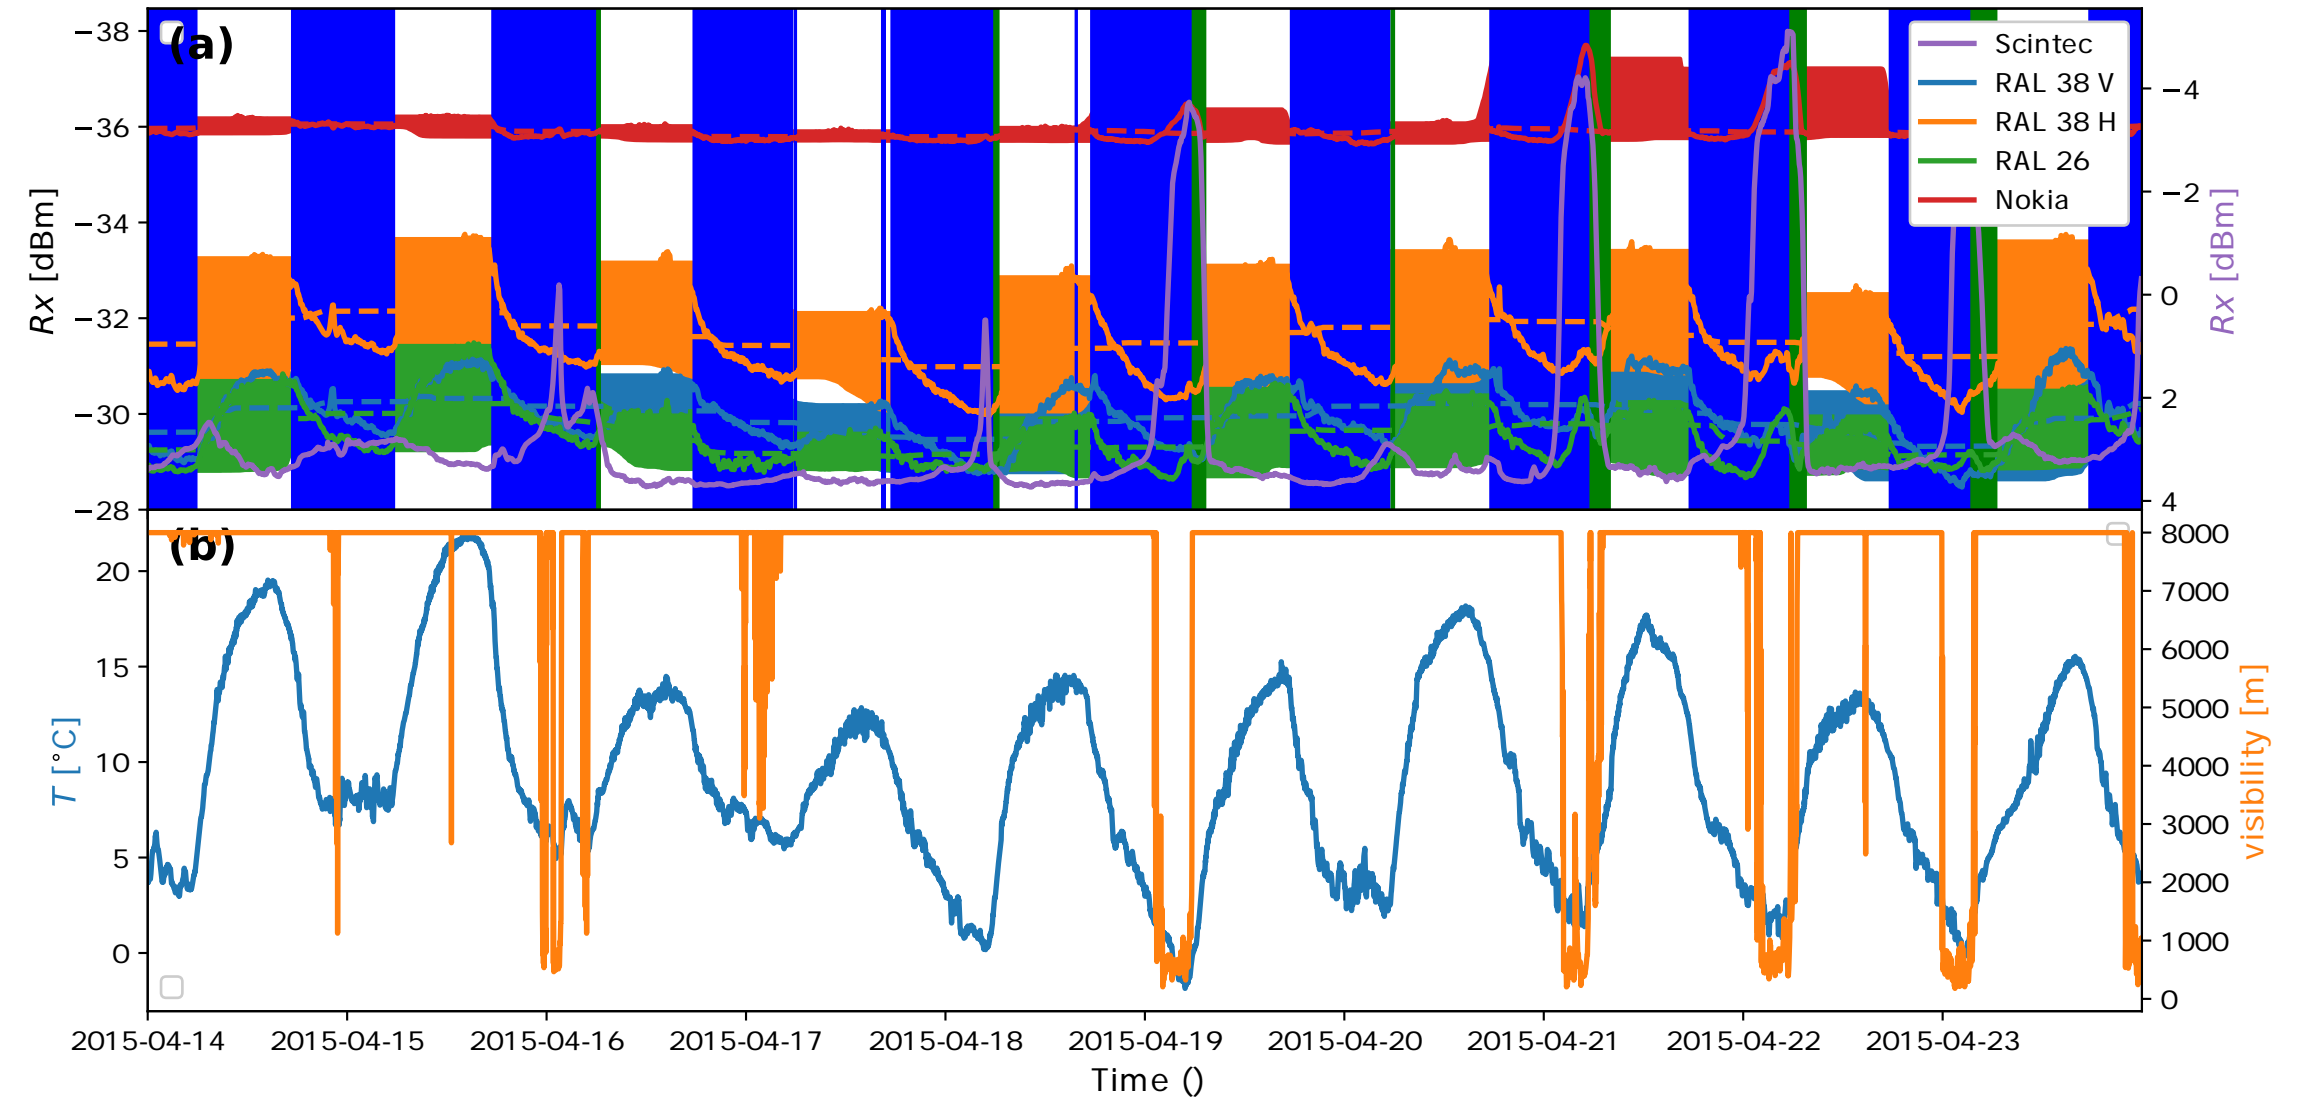 (a)
−38
−36
−34
−32
−30
−28
Rx [dBm]
Scintec
RAL 38 V
RAL 38 H
RAL 26
Nokia
−4
−2
0
2
4
Rx [dBm]
(b)
20
15
10
5
0
T [°C]
8000
7000
6000
5000
4000
3000
2000
1000
0
visibility [m]
2015-04-14 2015-04-15 2015-04-16 2015-04-17 2015-04-18 2015-04-19 2015-04-20 2015-04-21 2015-04-22 2015-04-23
Time ()